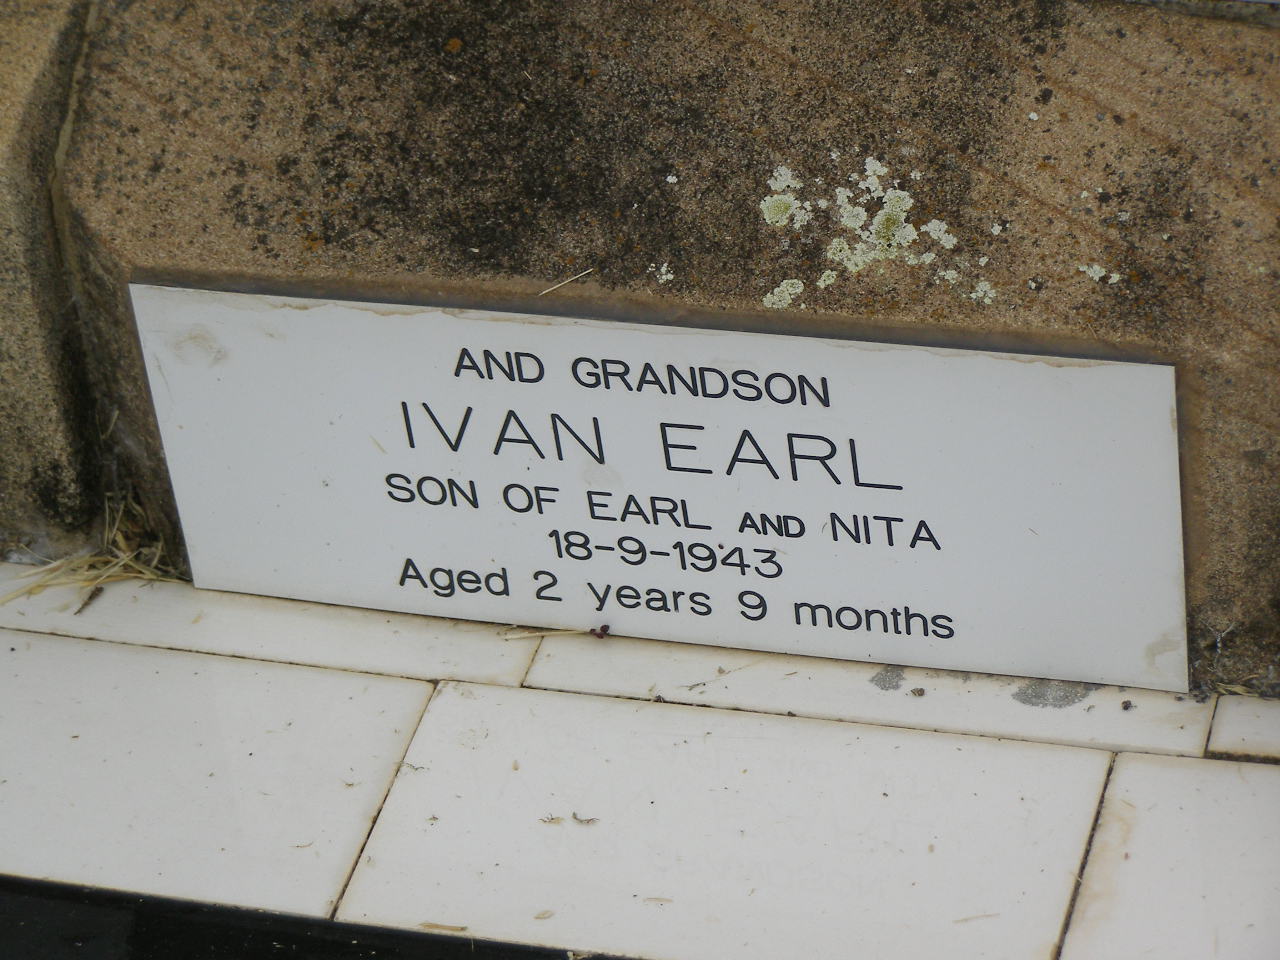 AND GRANDSON
IVAN EARL
SON OF EARL AND NITA
18-9-1943
Aged 2 years 9 months